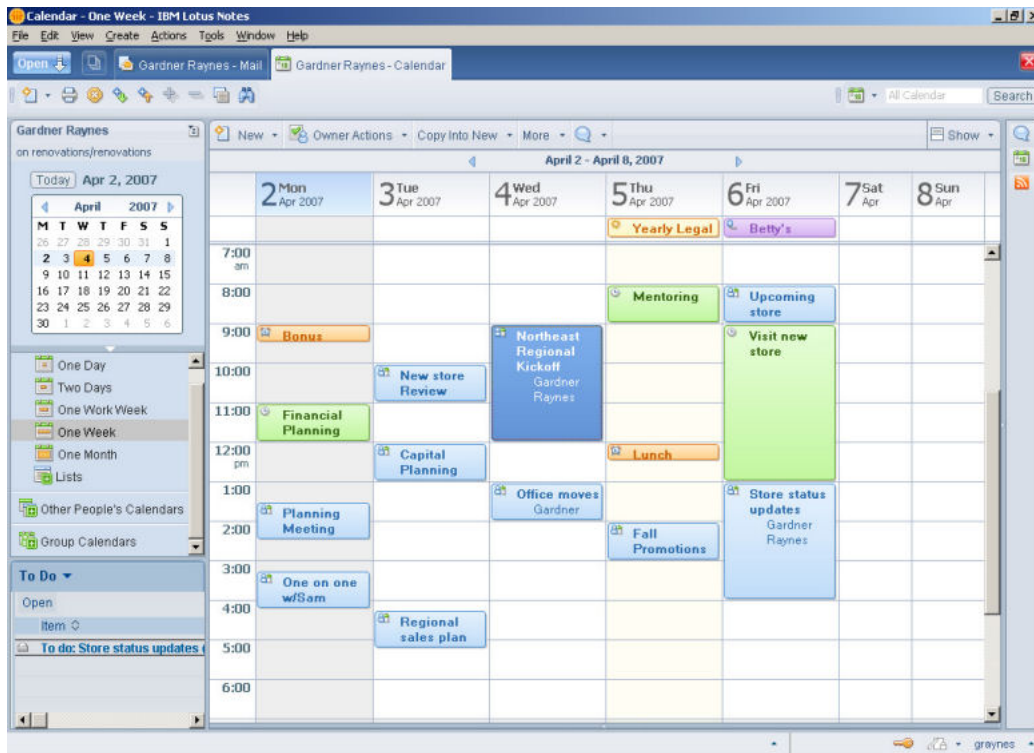 Calendar - One Week - IBM Lotus Notes
File Edit View Create Actions Tools Window Help
Open Gardner Raynes - Mail Gardner Raynes - Calendar
All Calendar Search
Gardner Raynes
on renovations/renovations
Today Apr 2, 2007
April 2007
M T W T F S S
26 27 28 29 30 31 1
2 3 4 5 6 7 8
9 10 11 12 13 14 15
16 17 18 19 20 21 22
23 24 25 26 27 28 29
30 1 2 3 4 5 6
One Day
Two Days
One Work Week
One Week
One Month
Lists
Other People's Calendars
Group Calendars
To Do
Open
Item
To do: Store status updates
New Owner Actions Copy Into New More Show
April 2 - April 8, 2007
2 Mon Apr 2007
3 Tue Apr 2007
4 Wed Apr 2007
5 Thu Apr 2007
6 Fri Apr 2007
7 Sat Apr
8 Sun Apr
Yearly Legal
Betty's
7:00
am
8:00
9:00
10:00
11:00
12:00
pm
1:00
2:00
3:00
4:00
5:00
6:00
Bonus
Financial
Planning
Planning
Meeting
One on one
w/Sam
New store
Review
Capital
Planning
Regional
sales plan
Northeast
Regional
Kickoff
Gardner
Raynes
Office moves
Gardner
Mentoring
Lunch
Fall
Promotions
Upcoming
store
Visit new
store
Store status
updates
Gardner
Raynes
graynes